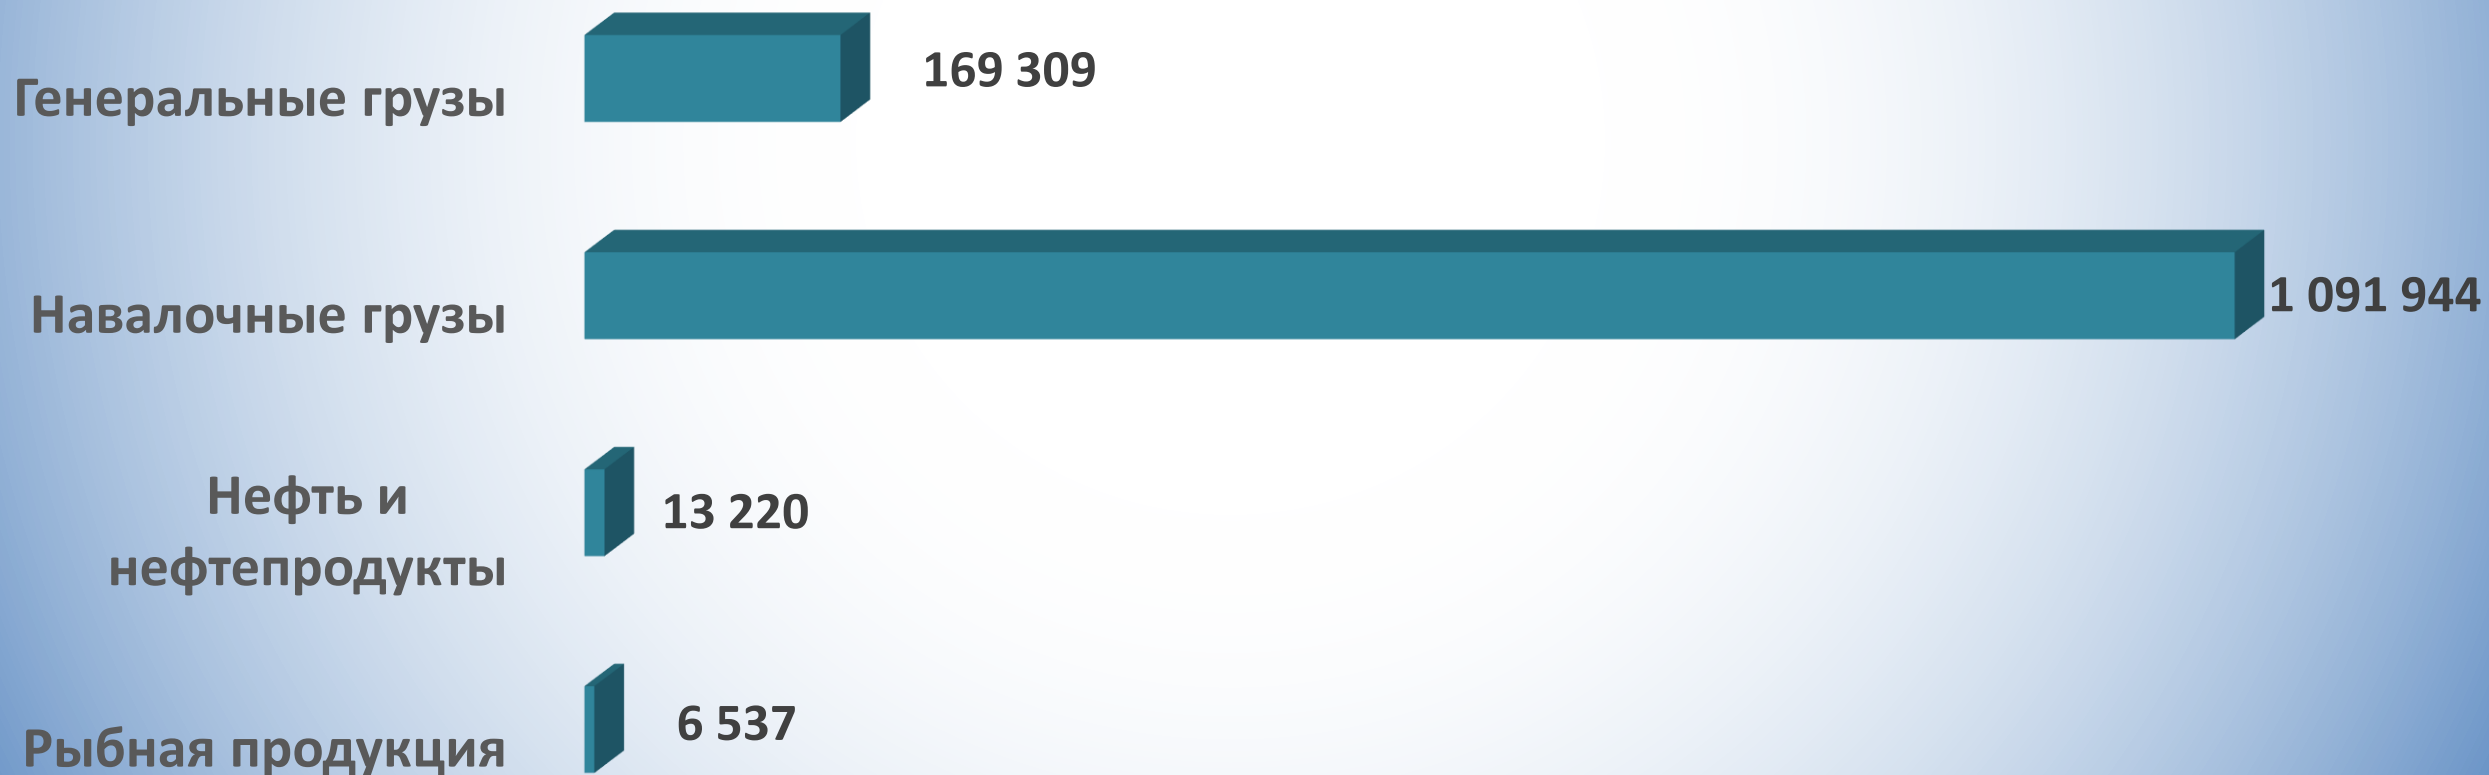 Генеральные грузы
169 309
Навалочные грузы
1 091 944
Нефть и
нефтепродукты
13 220
Рыбная продукция
6 537